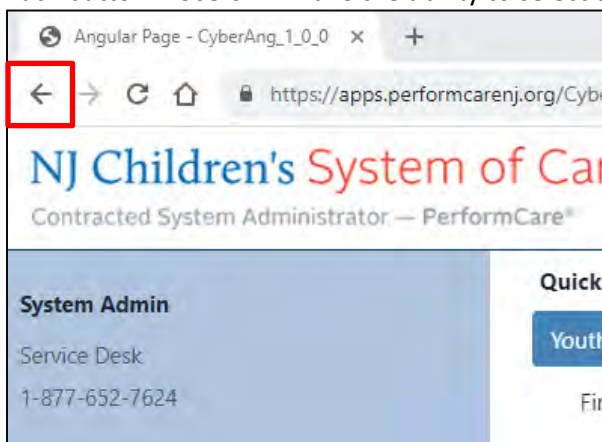 Angular Page - CyberAng_1_0_0
https://apps.performcarenj.org/Cybe
NJ Children's System of Car
Contracted System Administrator — PerformCare®
System Admin
Service Desk
1-877-652-7624
Quick
Youth
Fir